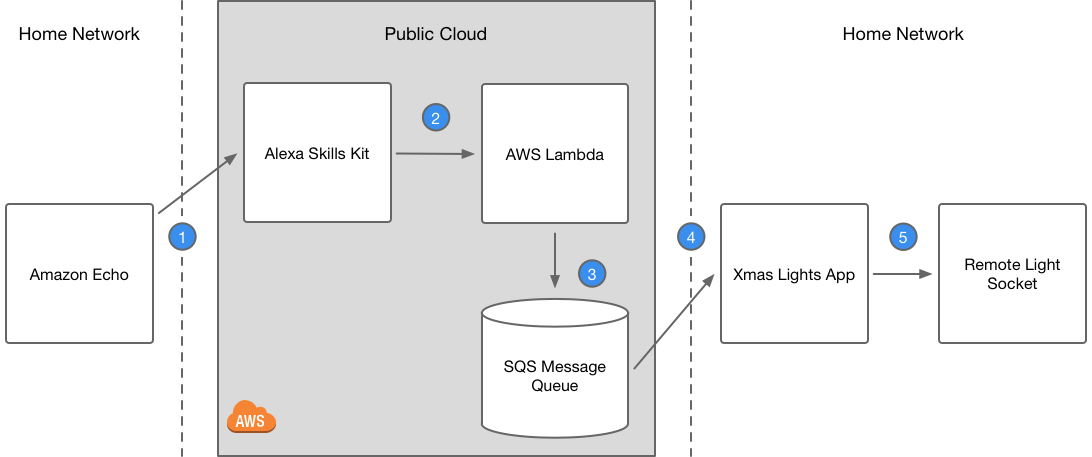 Home Network
Public Cloud
Home Network
Alexa Skills Kit
2
AWS Lambda
1
Amazon Echo
3
4
Xmas Lights App
5
Remote Light
Socket
SQS Message
Queue
AWS